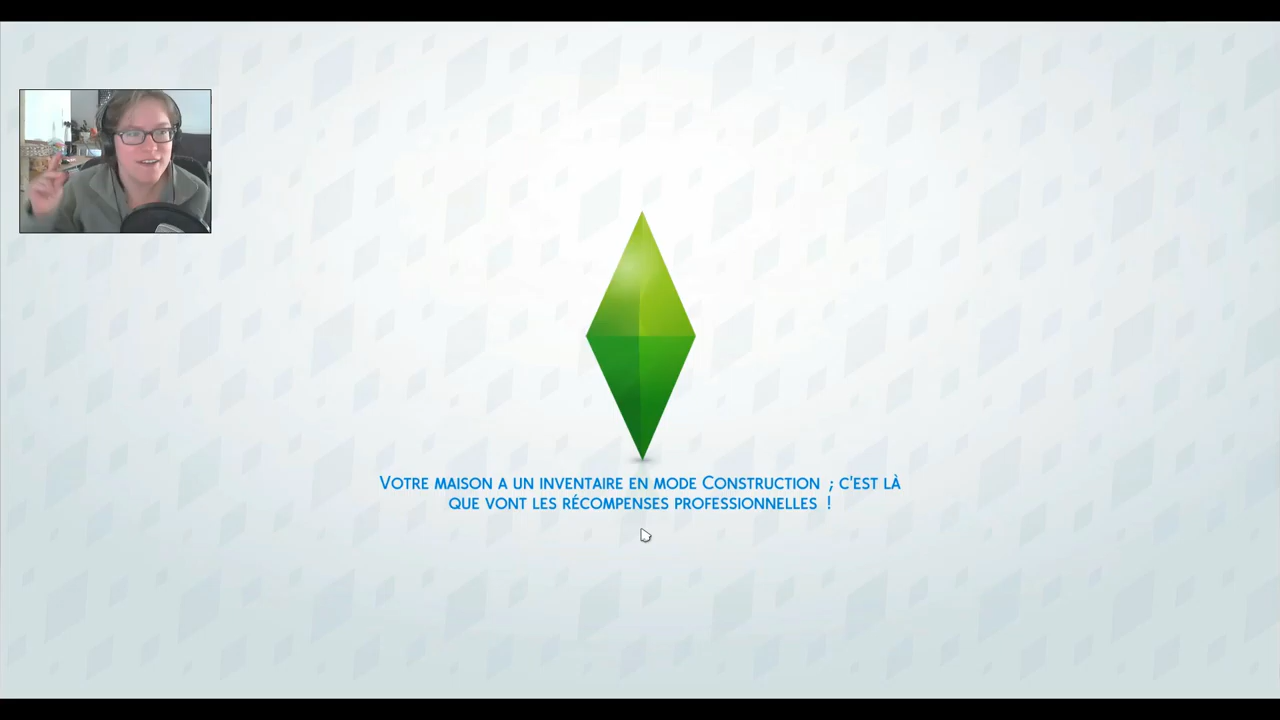 Votre maison a un inventaire en mode Construction ; c'est là
que vont les récompenses professionnelles !